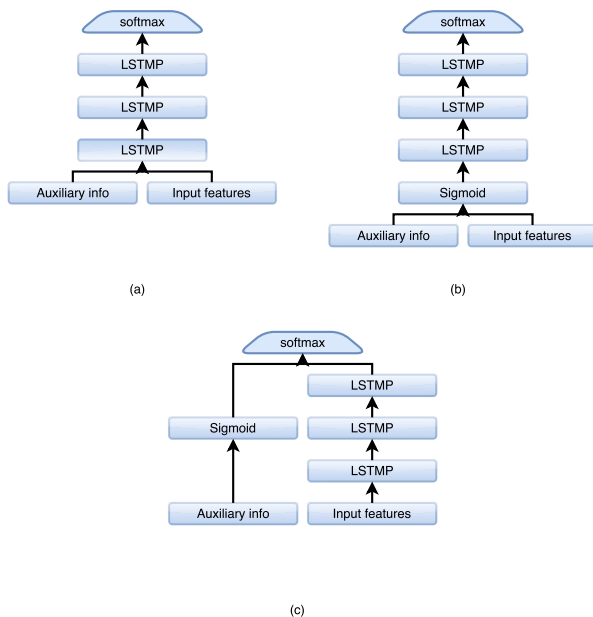 softmax
LSTMP
LSTMP
LSTMP
Auxiliary info Input features
(a)
softmax
LSTMP
LSTMP
LSTMP
Sigmoid
Auxiliary info Input features
(b)
softmax
LSTMP
Sigmoid LSTMP
LSTMP
Auxiliary info Input features
(c)